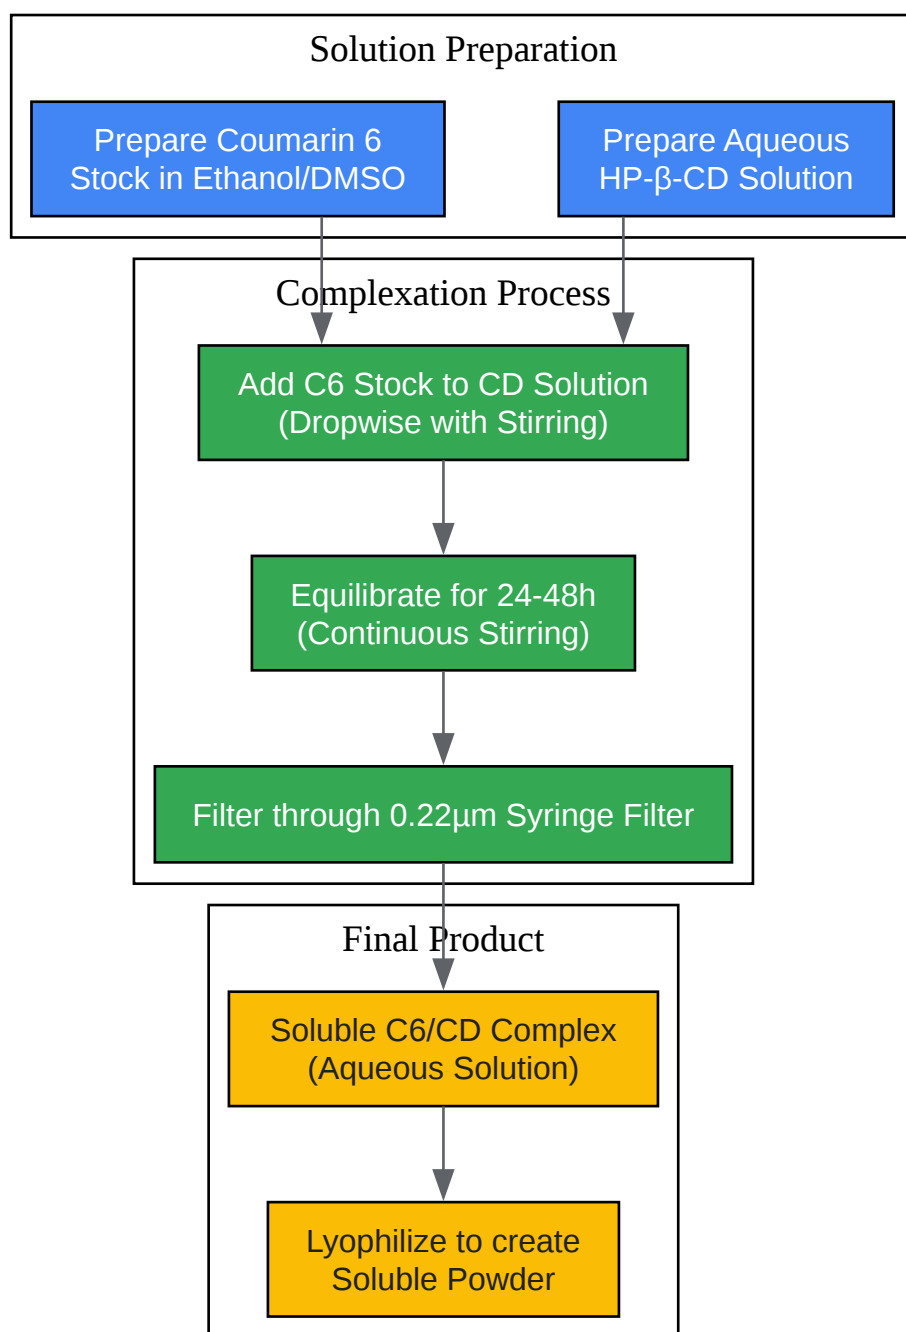 Solution Preparation
Prepare Coumarin 6
Stock in Ethanol/DMSO
Prepare Aqueous
HP-β-CD Solution
Complexation Process
Add C6 Stock to CD Solution
(Dropwise with Stirring)
Equilibrate for 24-48h
(Continuous Stirring)
Filter through 0.22µm Syringe Filter
Final Product
Soluble C6/CD Complex
(Aqueous Solution)
Lyophilize to create
Soluble Powder